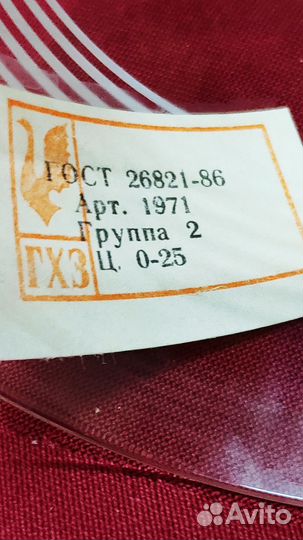 ГОСТ 26821-86
Арт. 1971
Группа 2
ГХЗ Ц. 0-25
Avito